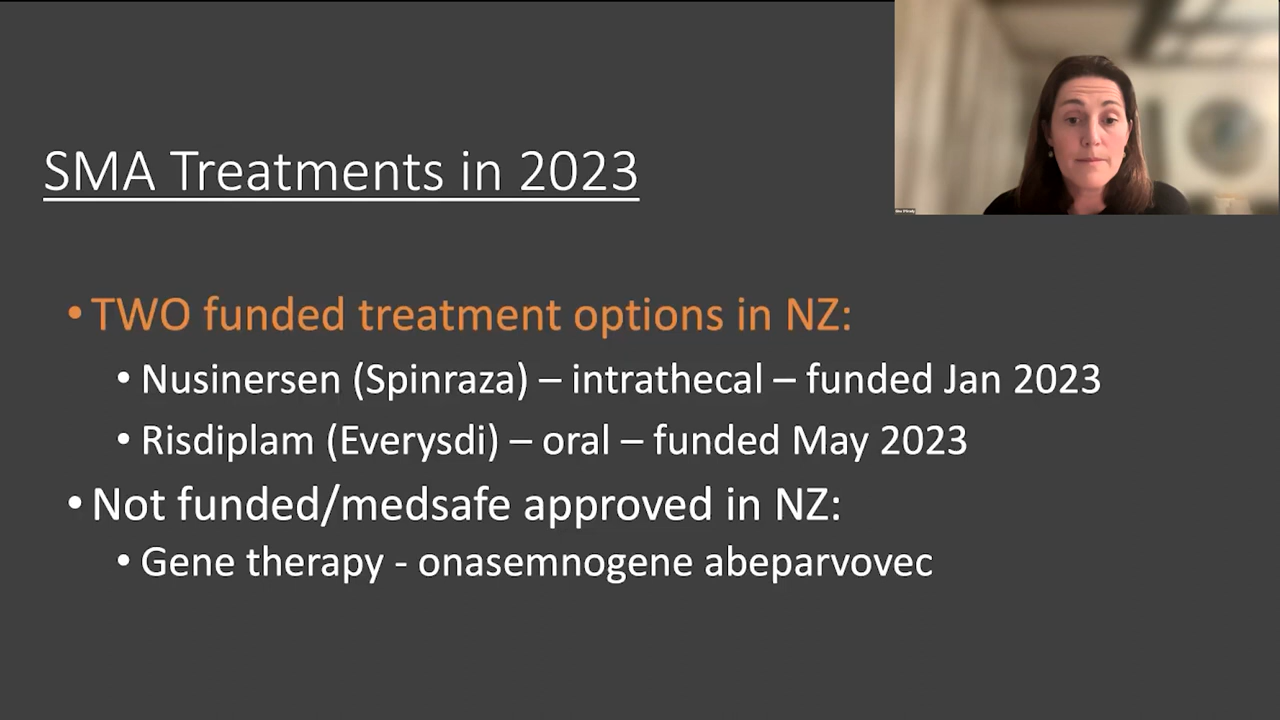 SMA Treatments in 2023
• TWO funded treatment options in NZ:
• Nusinersen (Spinraza) – intrathecal – funded Jan 2023
• Risdiplam (Everysdi) – oral – funded May 2023
• Not funded/medsafe approved in NZ:
• Gene therapy - onasemnogene abeparvovec